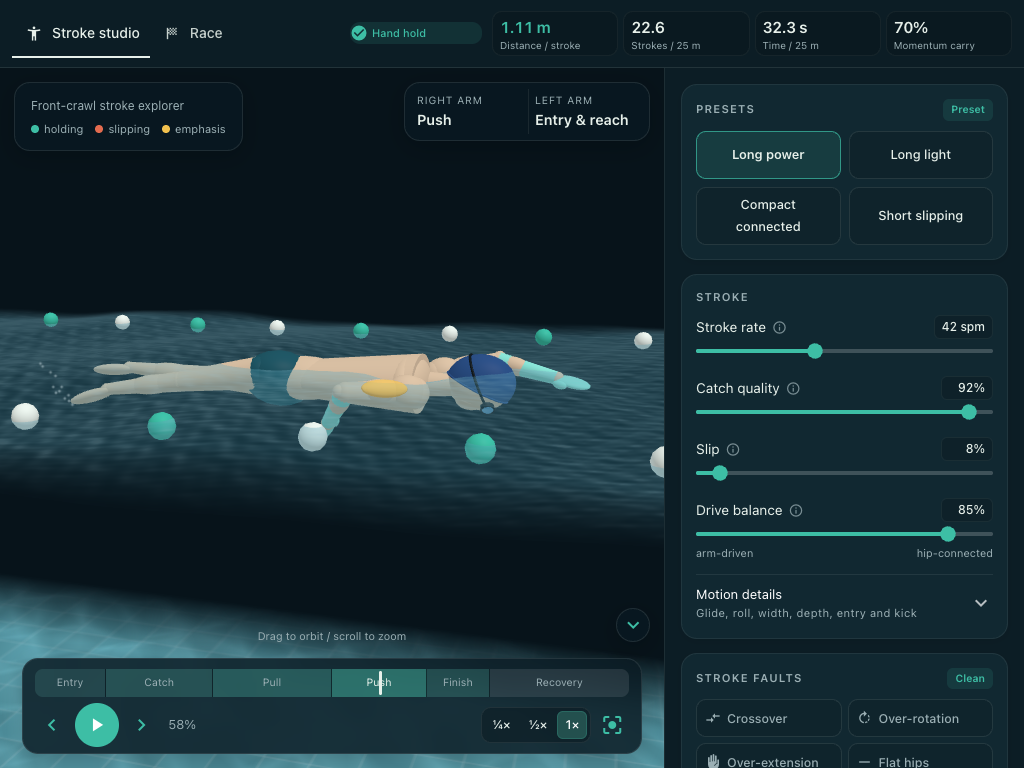 Stroke studio
Race
Hand hold
1.11 m
Distance / stroke
22.6
Strokes / 25 m
32.3 s
Time / 25 m
70%
Momentum carry
Front-crawl stroke explorer
holding
slipping
emphasis
RIGHT ARM
Push
LEFT ARM
Entry & reach
Drag to orbit / scroll to zoom
Entry
Catch
Pull
Push
Finish
Recovery
58%
¼×
½×
1×
PRESETS
Preset
Long power
Long light
Compact
connected
Short slipping
STROKE
Stroke rate
42 spm
Catch quality
92%
Slip
8%
Drive balance
85%
arm-driven
hip-connected
Motion details
Glide, roll, width, depth, entry and kick
STROKE FAULTS
Clean
Crossover
Over-rotation
Over-extension
Flat hips